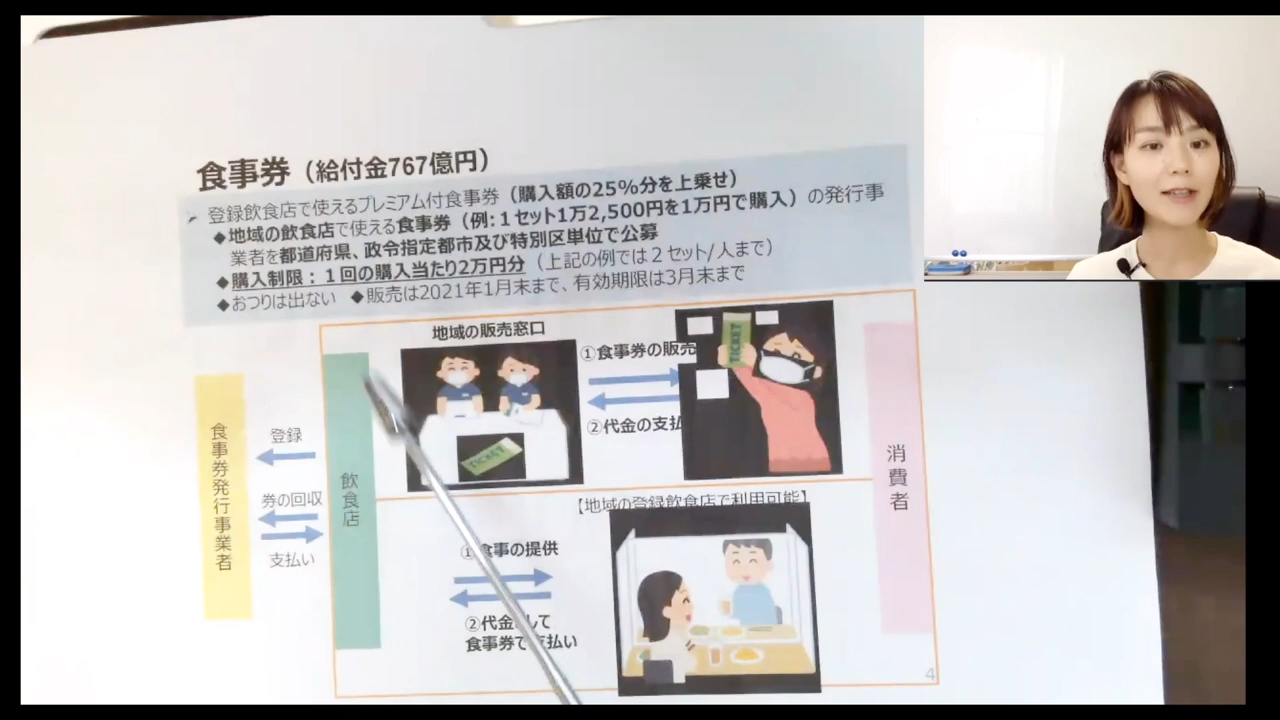 食事券（給付金767億円）
登録飲食店で使えるプレミアム付食事券（購入額の25%分を上乗せ）
◆地域の飲食店で使える食事券（例:１セット1万2,500円を1万円で購入）の発行事
業者を都道府県、政令指定都市及び特別区単位で公募
◆購入制限：１回の購入当たり2万円分（上記の例では２セット/人まで）
◆おつりは出ない ◆販売は2021年1月末まで、有効期限は3月末まで
地域の販売窓口
①食事券の販売
②代金の支払
TICKET
TICKET
食事券発行事業者
登録
券の回収
支払い
飲食店
消費者
【地域の登録飲食店で利用可能】
①食事の提供
②代金として
食事券で支払い
4